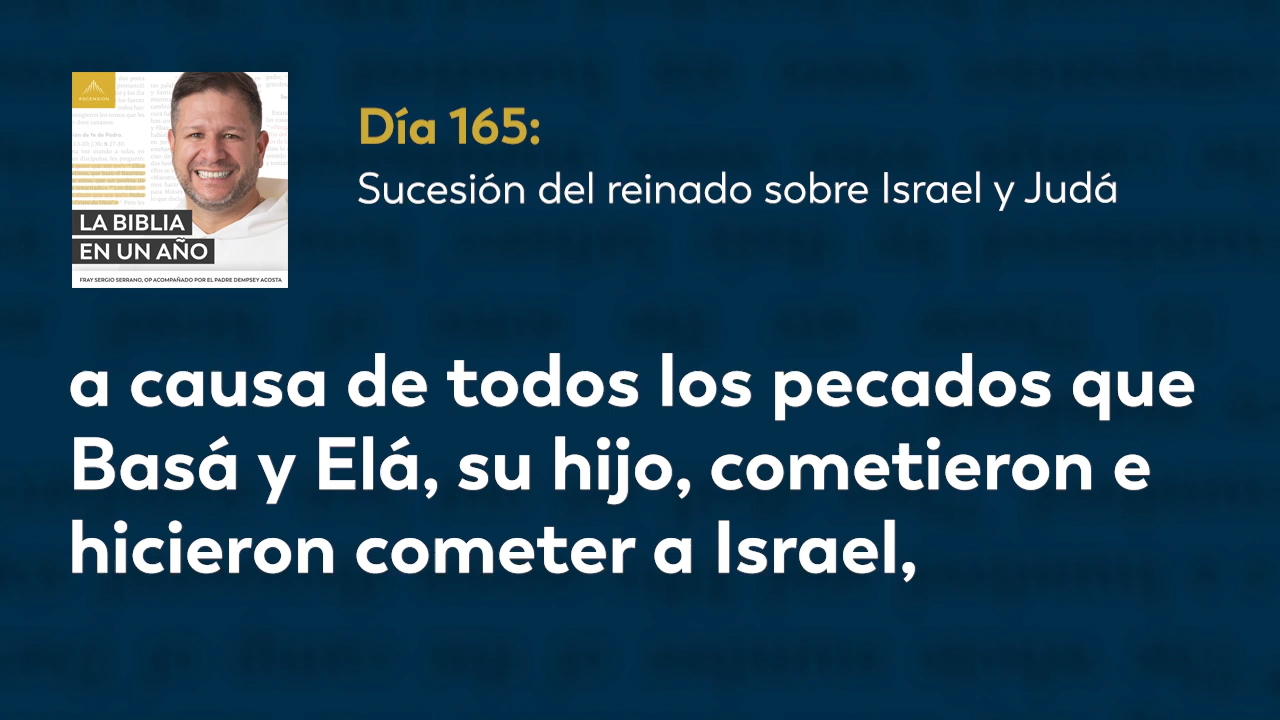 ASCENSION
LA BIBLIA
EN UN AÑO
FRAY SERGIO SERRANO, OP ACOMPAÑADO POR EL PADRE DEMPSEY ACOSTA
Día 165:
Sucesión del reinado sobre Israel y Judá
a causa de todos los pecados que
Basá y Elá, su hijo, cometieron e
hicieron cometer a Israel,